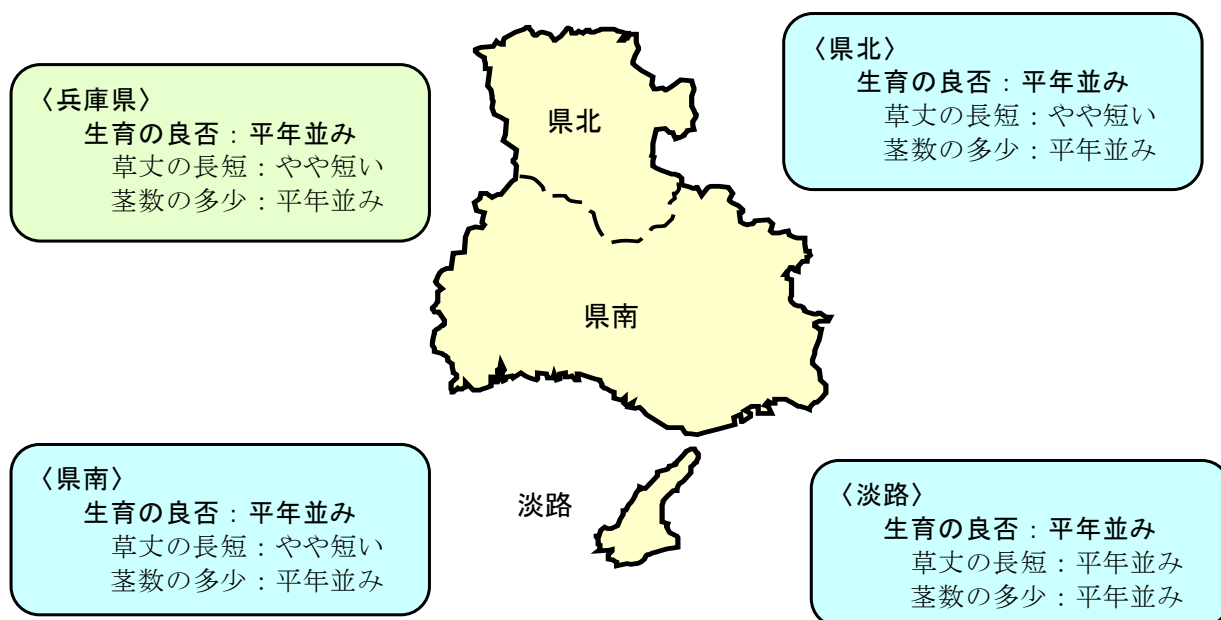 〈兵庫県〉
生育の良否：平年並み
草丈の長短：やや短い
茎数の多少：平年並み
〈県北〉
生育の良否：平年並み
草丈の長短：やや短い
茎数の多少：平年並み
県北
県南
淡路
〈県南〉
生育の良否：平年並み
草丈の長短：やや短い
茎数の多少：平年並み
〈淡路〉
生育の良否：平年並み
草丈の長短：平年並み
茎数の多少：平年並み